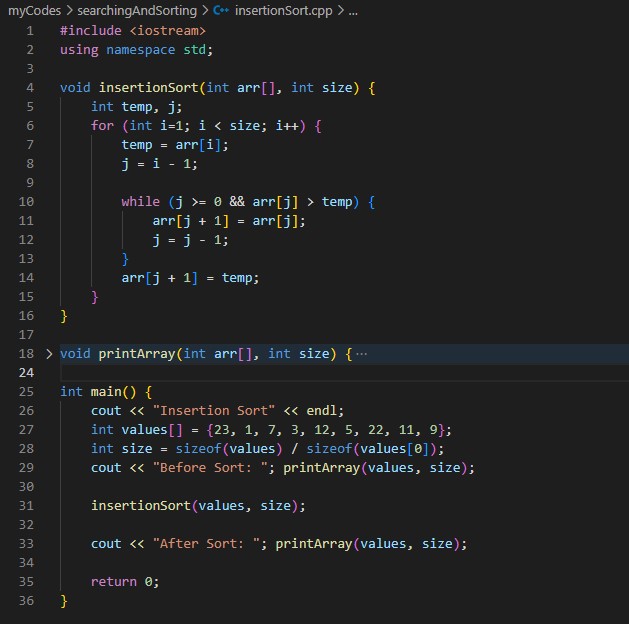 myCodes > searchingAndSorting > C++ insertionSort.cpp > ...
1 #include <iostream>
2 using namespace std;
3
4 void insertionSort(int arr[], int size) {
5     int temp, j;
6     for (int i=1; i < size; i++) {
7         temp = arr[i];
8         j = i - 1;
9
10         while (j >= 0 && arr[j] > temp) {
11             arr[j + 1] = arr[j];
12             j = j - 1;
13         }
14         arr[j + 1] = temp;
15     }
16 }
17
18 > void printArray(int arr[], int size) { ···
24
25 int main() {
26     cout << "Insertion Sort" << endl;
27     int values[] = {23, 1, 7, 3, 12, 5, 22, 11, 9};
28     int size = sizeof(values) / sizeof(values[0]);
29     cout << "Before Sort: "; printArray(values, size);
30
31     insertionSort(values, size);
32
33     cout << "After Sort: "; printArray(values, size);
34
35     return 0;
36 }